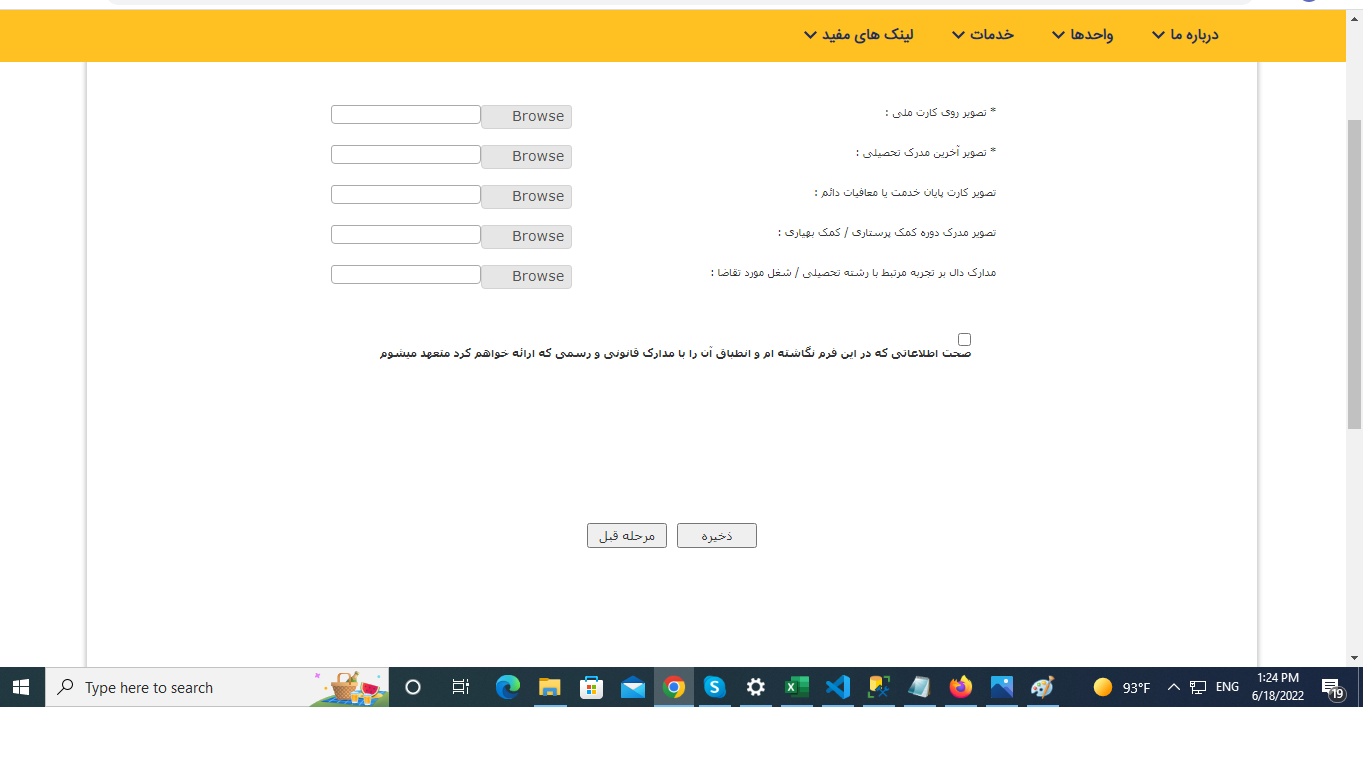 درباره ما واحدها خدمات لینک های مفید
* تصویر روی کارت ملی :
Browse
* تصویر آخرین مدرک تحصیلی :
Browse
تصویر کارت پایان خدمت یا معافیات دائم :
Browse
تصویر مدرک دوره کمک پرستاری / کمک بهیاری :
Browse
مدارک دال بر تجربه مرتبط با رشته تحصیلی / شغل مورد تقاضا :
Browse
صحت اطلاعاتی که در این فرم نگاشته ام و انطباق آن را با مدارک قانونی و رسمی که ارائه خواهم کرد متعهد میشوم
ذخیره مرحله قبل
Type here to search
93°F
ENG
1:24 PM
6/18/2022
19